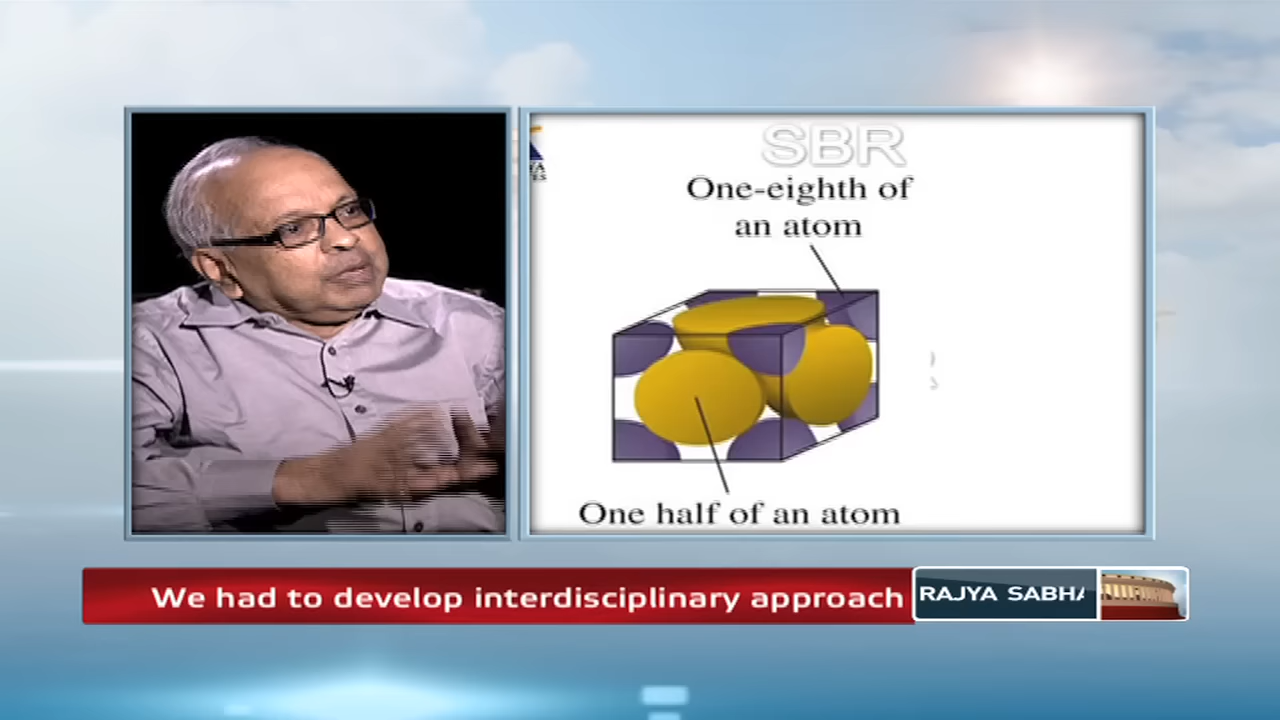 SBR
One-eighth of
an atom
One half of an atom
We had to develop interdisciplinary approach
RAJYA SABHA